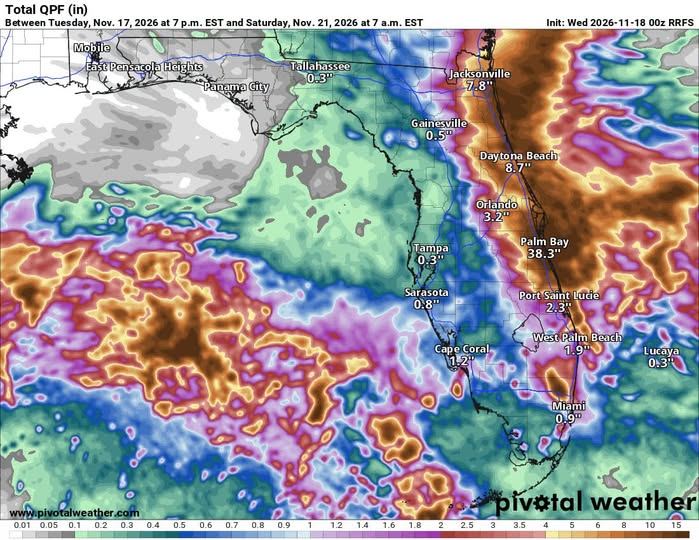 Total QPF (in)
Between Tuesday, Nov. 17, 2026 at 7 p.m. EST and Saturday, Nov. 21, 2026 at 7 a.m. EST
Init: Wed 2026-11-18 00z RRFS
Mobile
East Pensacola Heights
Panama City
Tallahassee
0.3"
Jacksonville
7.8"
Gainesville
0.5"
Daytona Beach
8.7"
Orlando
3.2"
Palm Bay
38.3"
Tampa
0.3"
Sarasota
0.8"
Port Saint Lucie
2.3"
West Palm Beach
1.9"
Lucaya
0.3"
Cape Coral
1.2"
Miami
0.9"
www.pivotalweather.com
pivotal weather
0.01 0.05 0.1 0.2 0.3 0.4 0.5 0.6 0.7 0.8 0.9 1 1.2 1.4 1.6 1.8 2 2.5 3 3.5 4 5 6 8 10 15